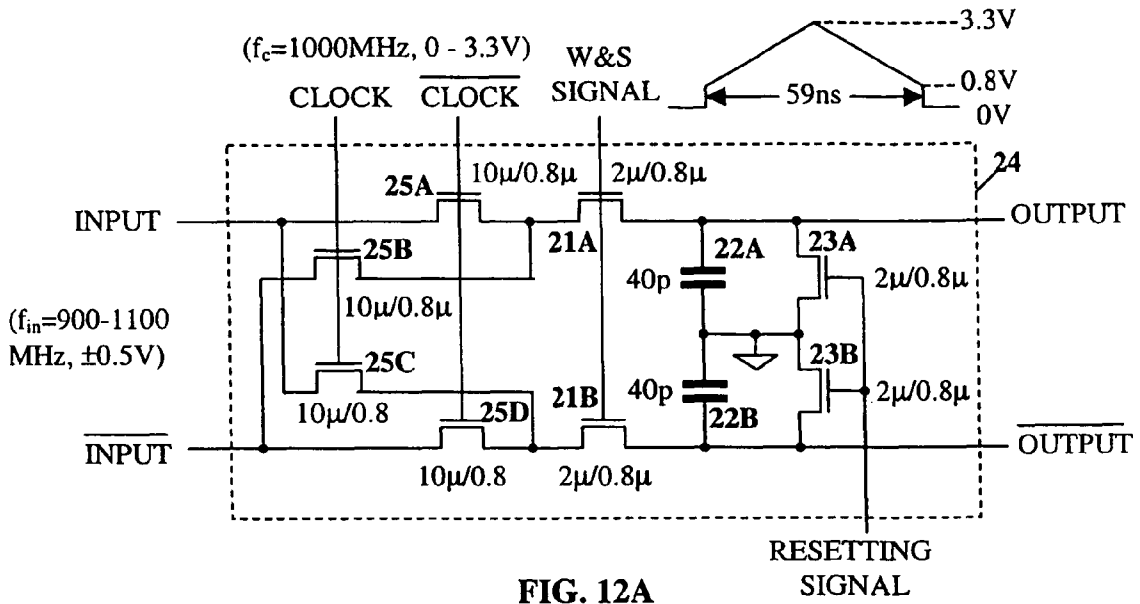 (fc=1000MHz, 0 - 3.3V)
W&S
SIGNAL
3.3V
CLOCK
CLOCK
59ns
0.8V
0V
24
10µ/0.8µ
2µ/0.8µ
25A
INPUT
OUTPUT
25B
21A
22A
23A
40p
2µ/0.8µ
10µ/0.8µ
(fin=900-1100
MHz, ±0.5V)
25C
23B
21B
40p
2µ/0.8µ
10µ/0.8
25D
22B
INPUT
OUTPUT
10µ/0.8
2µ/0.8µ
RESETTING
SIGNAL
FIG. 12A